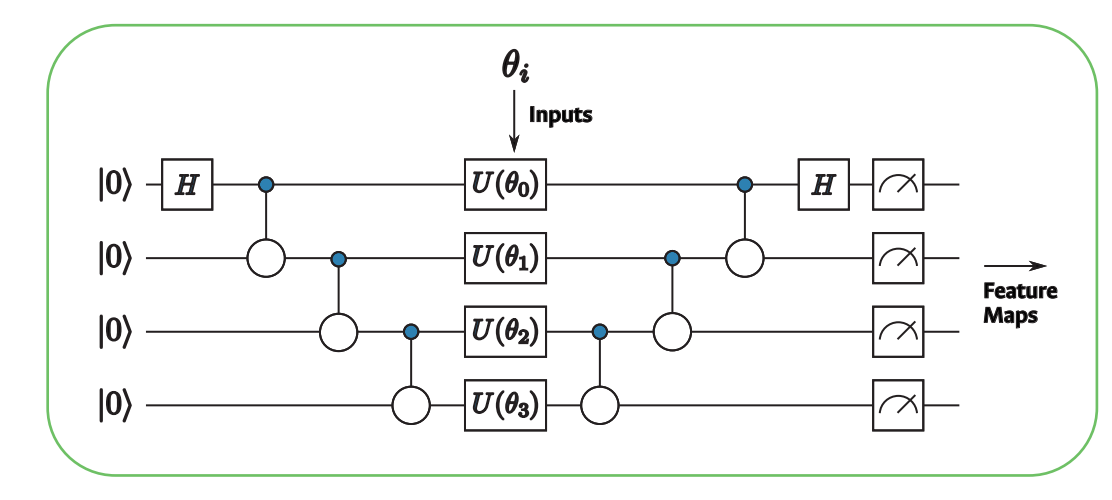 θᵢ
Inputs
|0⟩ H U(θ₀) H
|0⟩ U(θ₁)
|0⟩ U(θ₂)
|0⟩ U(θ₃)
Feature
Maps